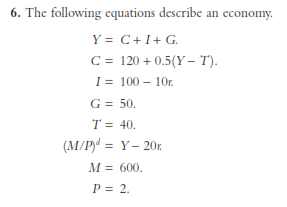 6. The following equations describe an economy.
Y = C + I + G.
C = 120 + 0.5(Y − T).
I = 100 − 10r.
G = 50.
T = 40.
(M/P)ᵈ = Y − 20r.
M = 600.
P = 2.